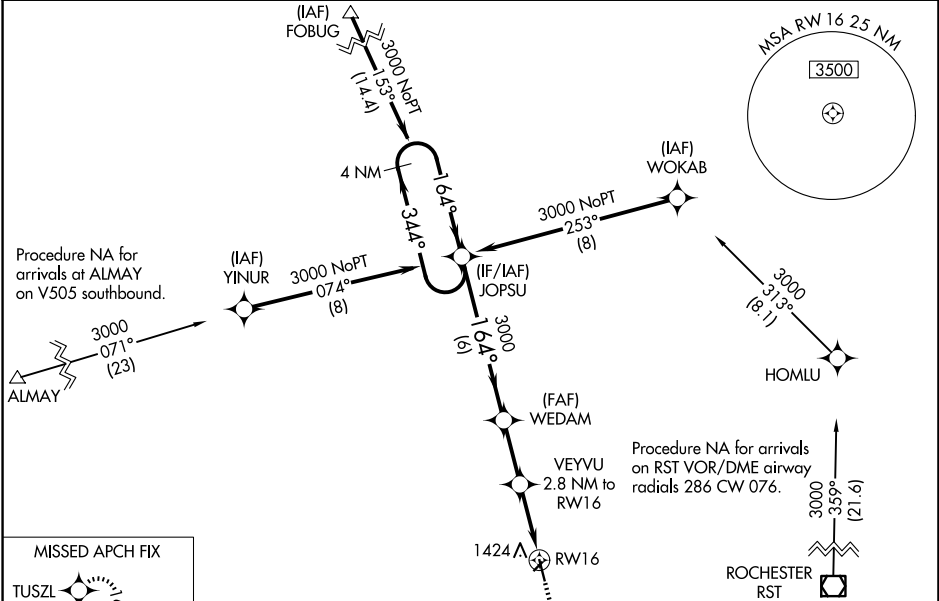 (IAF)
FOBUG
3000 NoPT
153°
(14.4)
MSA RW 16 25 NM
3500
4 NM
164°
344°
(IAF)
WOKAB
3000 NoPT
253°
(8)
Procedure NA for
arrivals at ALMAY
on V505 southbound.
(IAF)
YINUR
3000 NoPT
074°
(8)
(IF/IAF)
JOPSU
3000
071°
(23)
ALMAY
3000
164°
(6)
3000
313°
(8.1)
HOMLU
(FAF)
WEDAM
VEYVU
2.8 NM to
RW16
Procedure NA for arrivals
on RST VOR/DME airway
radials 286 CW 076.
3000
359°
(21.6)
1424
RW16
ROCHESTER
RST
MISSED APCH FIX
TUSZL